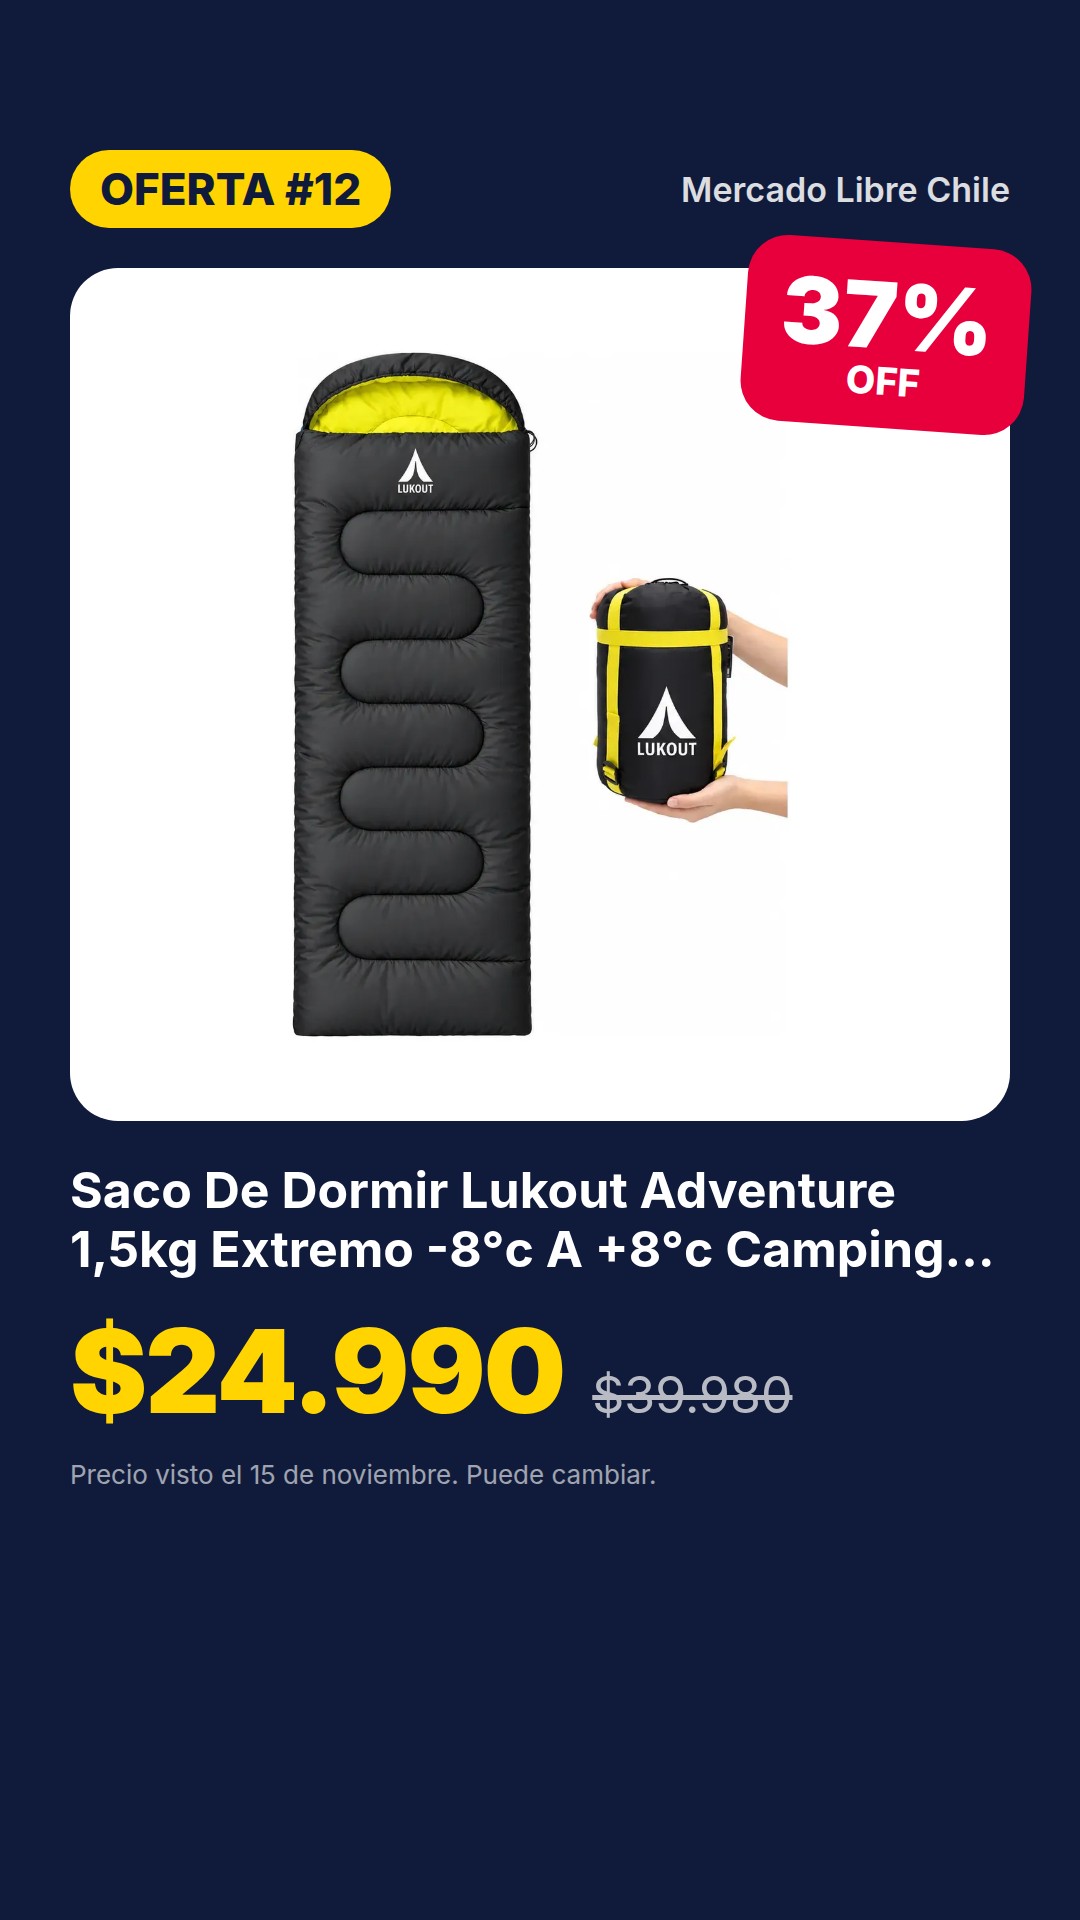 OFERTA #12
Mercado Libre Chile
37%
OFF
LUKOUT
LUKOUT
Saco De Dormir Lukout Adventure
1,5kg Extremo -8°c A +8°c Camping...
$24.990 $39.980
Precio visto el 15 de noviembre. Puede cambiar.